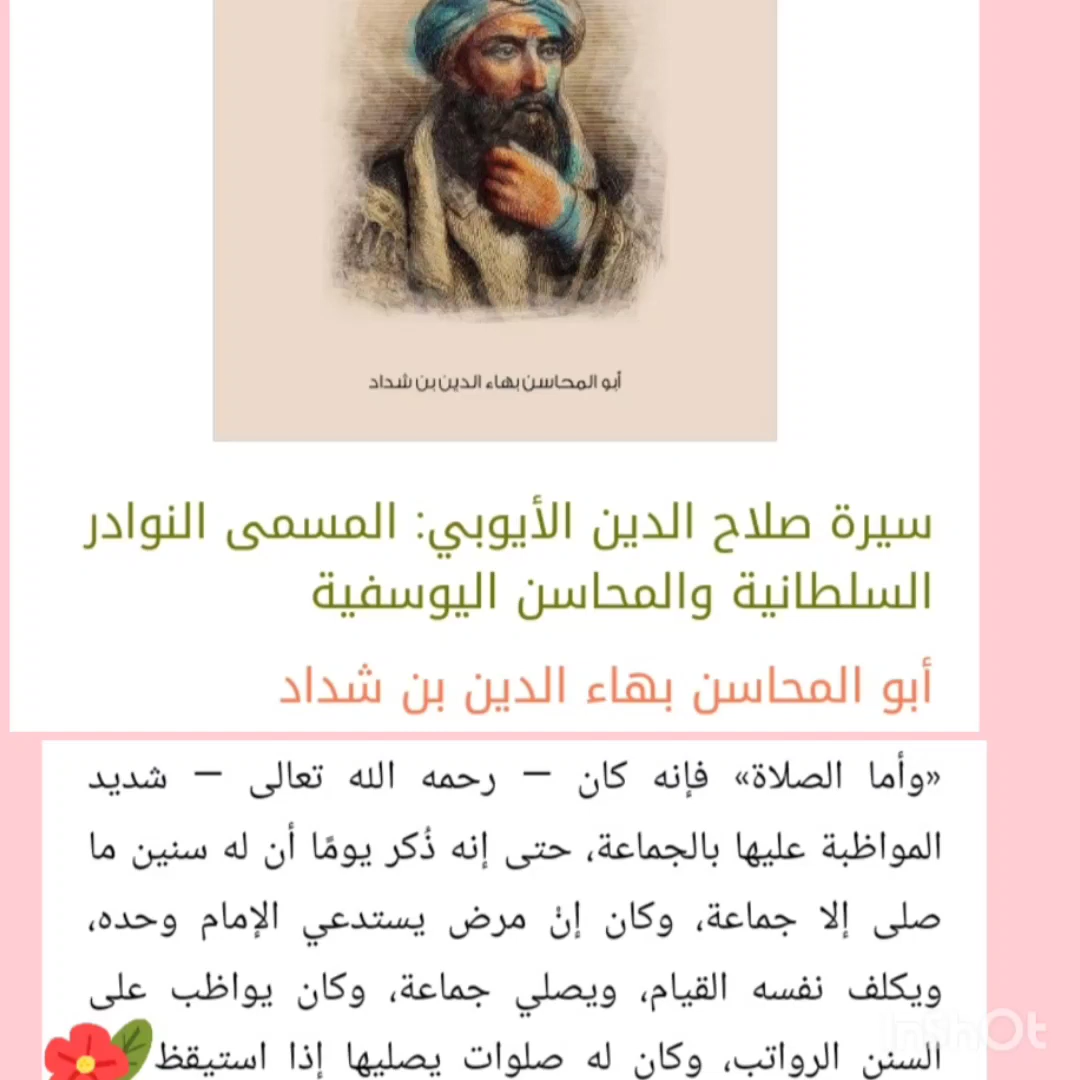 أبو المحاسن بهاء الدين بن شداد
سيرة صلاح الدين الأيوبي: المسمى النوادر
السلطانية والمحاسن اليوسفية
أبو المحاسن بهاء الدين بن شداد
«وأما الصلاة» فإنه كان — رحمه الله تعالى — شديد
المواظبة عليها بالجماعة، حتى إنه ذُكر يومًا أن له سنين ما
صلى إلا جماعة، وكان إنْ مرض يستدعي الإمام وحده،
ويكلف نفسه القيام، ويصلي جماعة، وكان يواظب على
السنن الرواتب، وكان له صلوات يصليها إذا استيقظ
InShOt